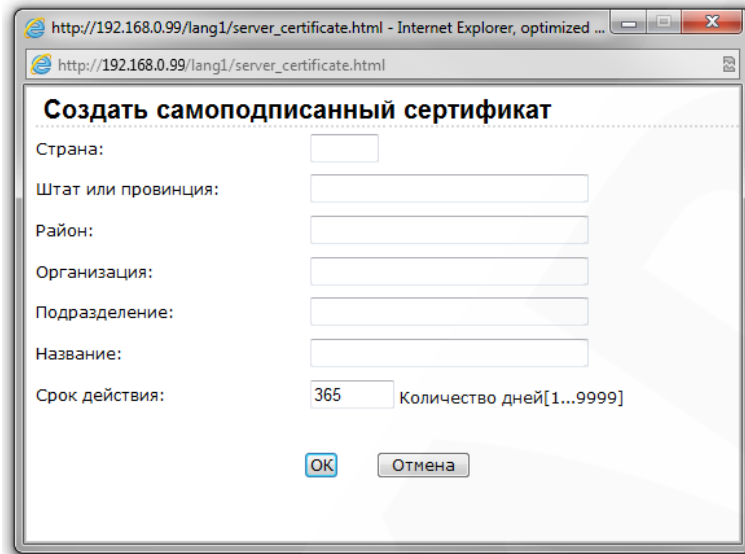 http://192.168.0.99/lang1/server_certificate.html - Internet Explorer, optimized ...
http://192.168.0.99/lang1/server_certificate.html
Создать самоподписанный сертификат
Страна:
Штат или провинция:
Район:
Организация:
Подразделение:
Название:
Срок действия: 365 Количество дней[1...9999]
OK Отмена